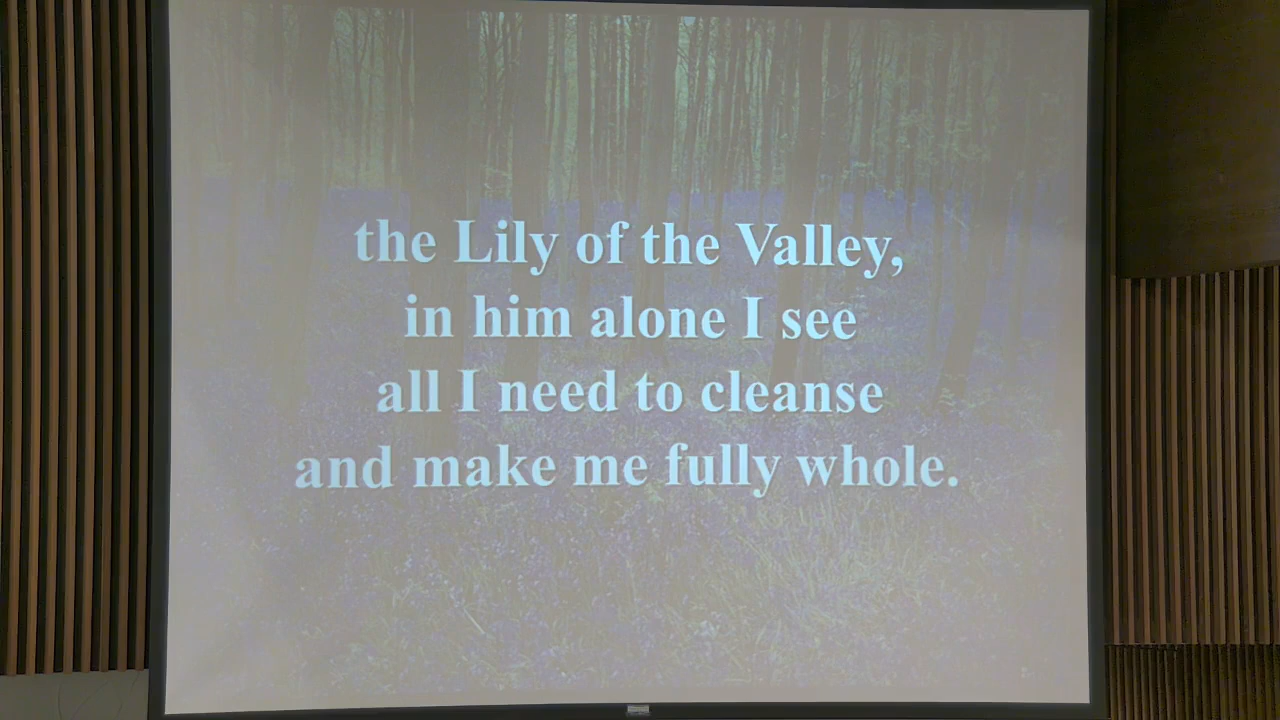 the Lily of the Valley,
in him alone I see
all I need to cleanse
and make me fully whole.